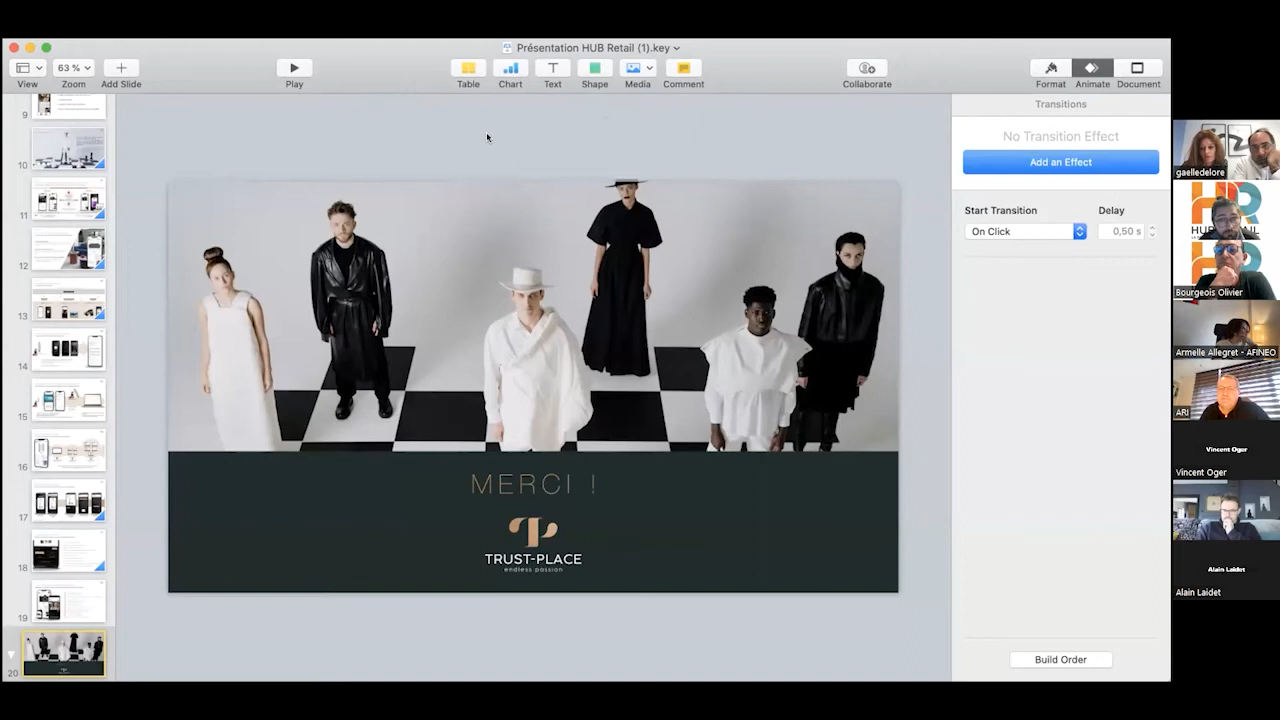 Présentation HUB Retail (1).key
63 %
View
Zoom
Add Slide
Play
Table
Chart
Text
Shape
Media
Comment
Collaborate
Format
Animate
Document
Transitions
No Transition Effect
Add an Effect
Start Transition
Delay
On Click
0,50 s
Build Order
9
10
11
12
13
14
15
16
17
18
19
20
MERCI !
TRUST-PLACE
endless passion
gaelledelore
HUB RETAIL
Bourgeois Olivier
Armelle Allegret - AFINEO
ARI
Vincent Oger
Vincent Oger
Alain Laidet
Alain Laidet